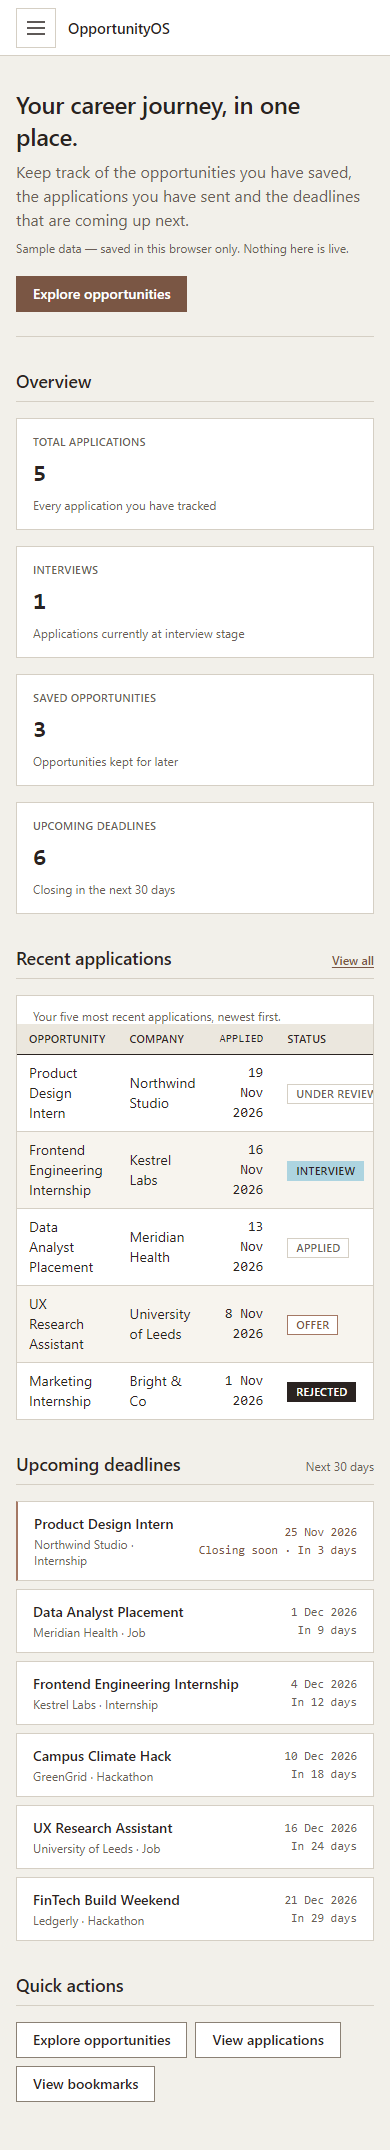 OpportunityOS
Your career journey, in one
place.
Keep track of the opportunities you have saved,
the applications you have sent and the deadlines
that are coming up next.
Sample data — saved in this browser only. Nothing here is live.
Explore opportunities
Overview
TOTAL APPLICATIONS
5
Every application you have tracked
INTERVIEWS
1
Applications currently at interview stage
SAVED OPPORTUNITIES
3
Opportunities kept for later
UPCOMING DEADLINES
6
Closing in the next 30 days
Recent applications View all
Your five most recent applications, newest first.
OPPORTUNITY COMPANY APPLIED STATUS
Product
Design
Intern
Northwind
Studio
19
Nov
2026
UNDER REVIEW
Frontend
Engineering
Internship
Kestrel
Labs
16
Nov
2026
INTERVIEW
Data
Analyst
Placement
Meridian
Health
13
Nov
2026
APPLIED
UX
Research
Assistant
University
of Leeds
8 Nov
2026
OFFER
Marketing
Internship
Bright &
Co
1 Nov
2026
REJECTED
Upcoming deadlines Next 30 days
Product Design Intern
Northwind Studio ·
Internship
25 Nov 2026
Closing soon · In 3 days
Data Analyst Placement
Meridian Health · Job
1 Dec 2026
In 9 days
Frontend Engineering Internship
Kestrel Labs · Internship
4 Dec 2026
In 12 days
Campus Climate Hack
GreenGrid · Hackathon
10 Dec 2026
In 18 days
UX Research Assistant
University of Leeds · Job
16 Dec 2026
In 24 days
FinTech Build Weekend
Ledgerly · Hackathon
21 Dec 2026
In 29 days
Quick actions
Explore opportunities View applications
View bookmarks